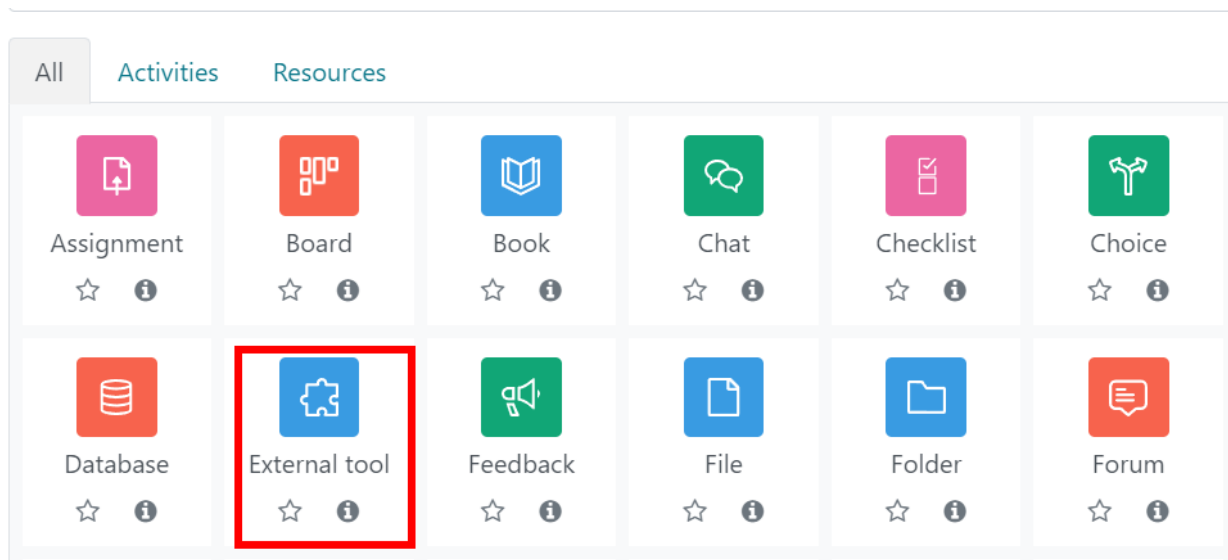 All Activities Resources
Assignment Board Book Chat Checklist Choice
Database External tool Feedback File Folder Forum